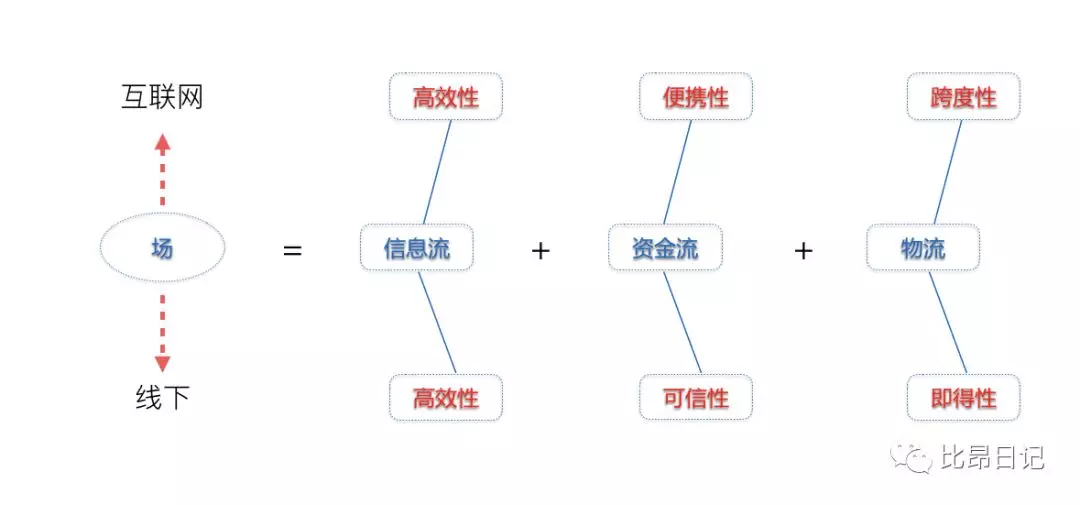 互联网
高效性
便携性
跨度性
场
=
信息流
+
资金流
+
物流
线下
高效性
可信性
即得性
比昂日记